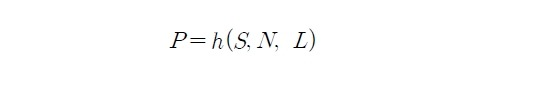 P=h(S, N, L)